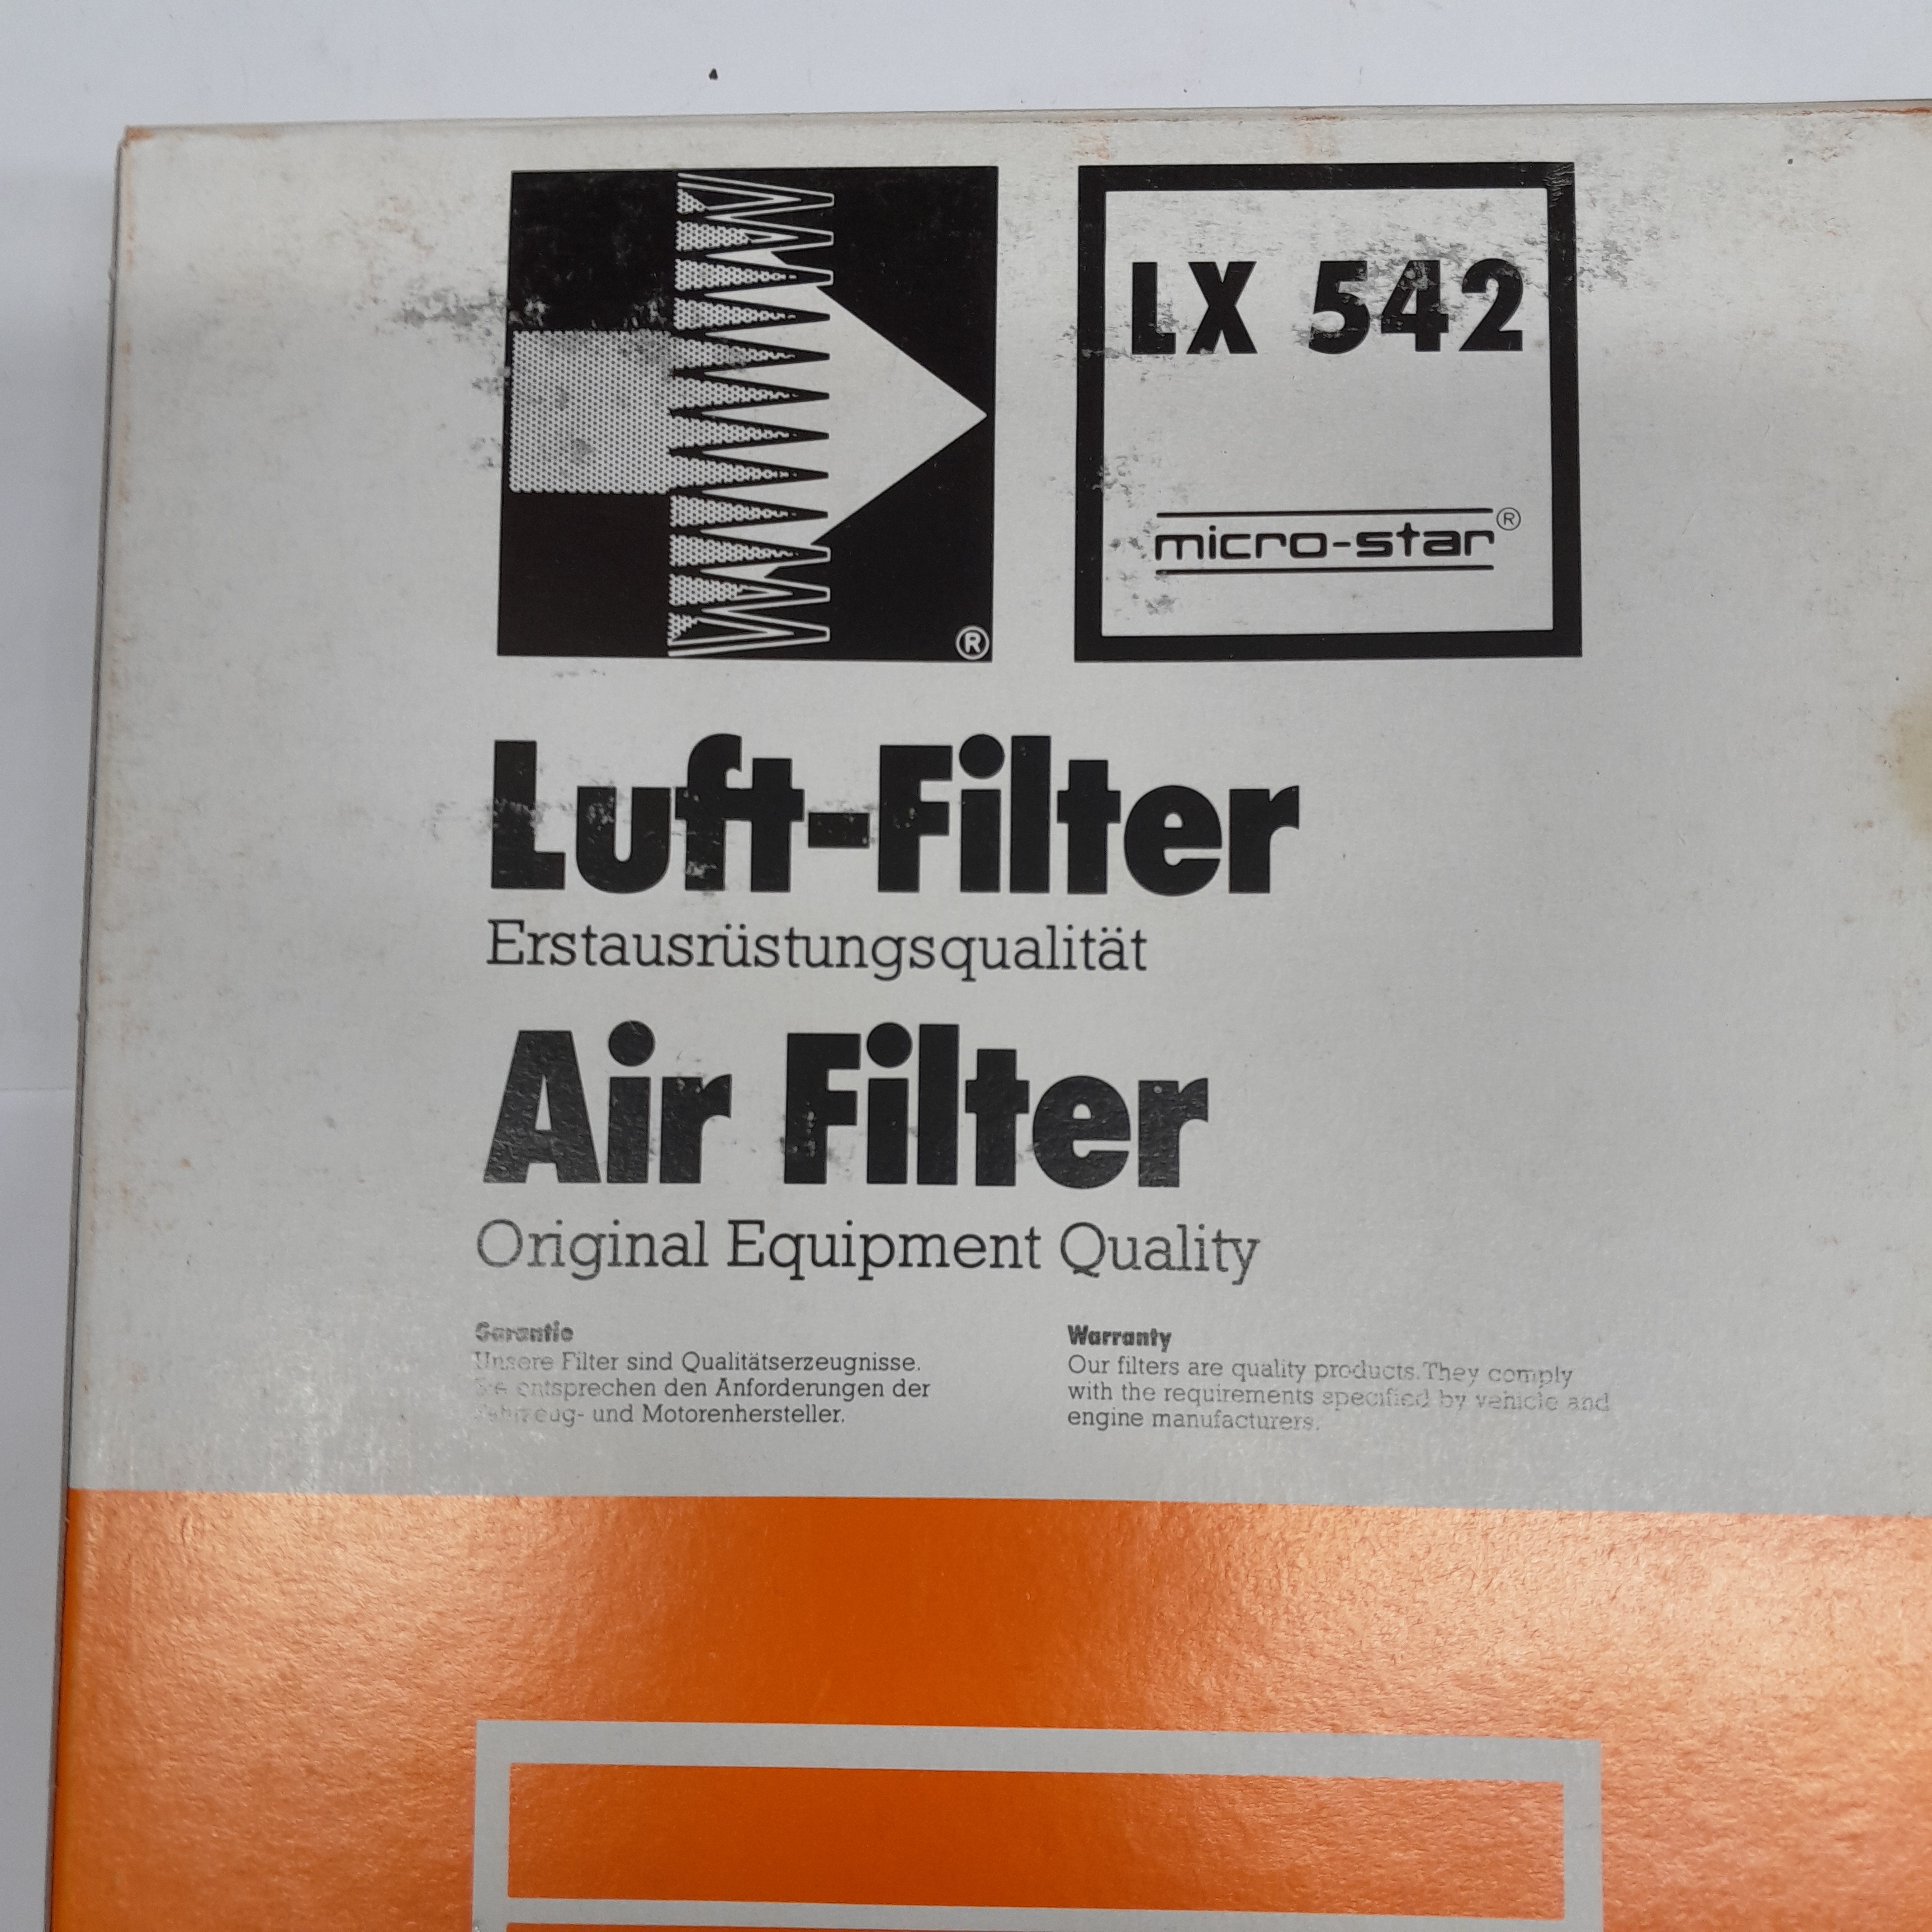 LX 542
micro-star®
®
Luft-Filter
Erstausrüstungsqualität
Air Filter
Original Equipment Quality
Garantie
Unsere Filter sind Qualitätserzeugnisse.
Sie entsprechen den Anforderungen der
Fahrzeug- und Motorenhersteller.
Warranty
Our filters are quality products. They comply
with the requirements specified by vehicle and
engine manufacturers.